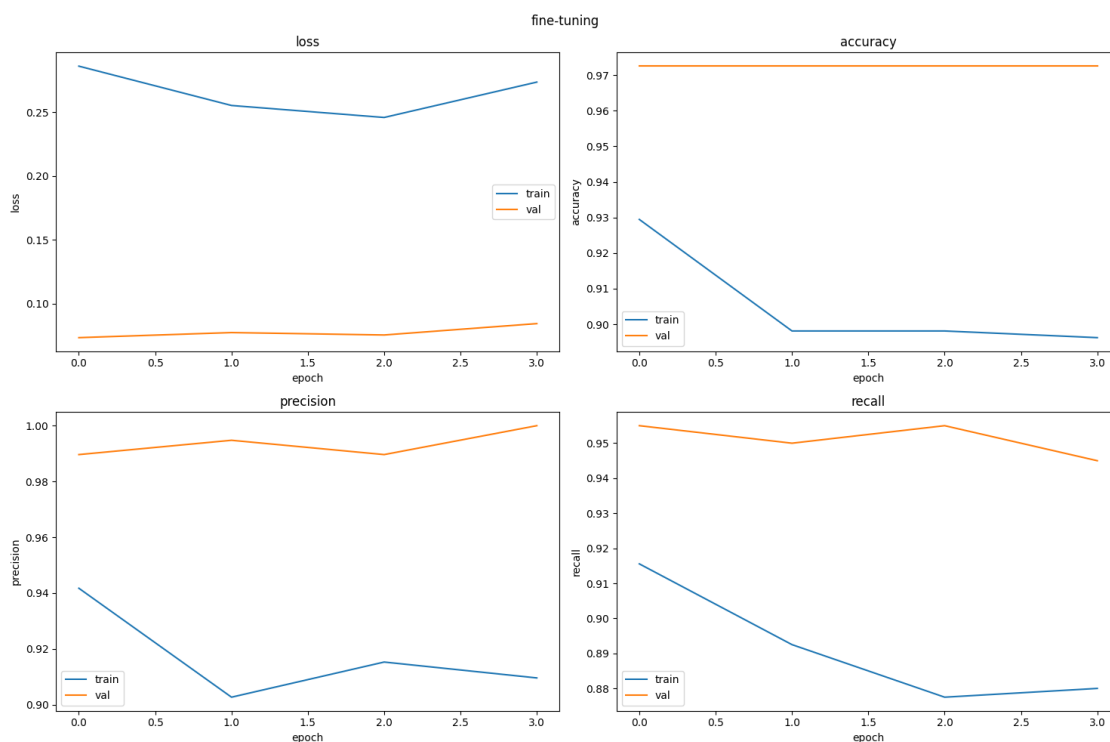 fine-tuning
loss
loss
0.25
0.20
0.15
0.10
train
val
0.0 0.5 1.0 1.5 2.0 2.5 3.0
epoch
accuracy
accuracy
0.97
0.96
0.95
0.94
0.93
0.92
0.91
0.90
train
val
0.0 0.5 1.0 1.5 2.0 2.5 3.0
epoch
precision
precision
1.00
0.98
0.96
0.94
0.92
0.90
train
val
0.0 0.5 1.0 1.5 2.0 2.5 3.0
epoch
recall
recall
0.95
0.94
0.93
0.92
0.91
0.90
0.89
0.88
train
val
0.0 0.5 1.0 1.5 2.0 2.5 3.0
epoch